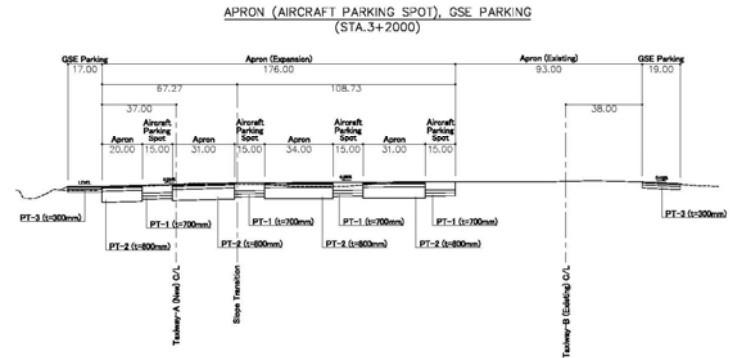 APRON (AIRCRAFT PARKING SPOT), GSE PARKING
(STA.3+2000)
GSE Parking Apron (Expansion) Apron (Existing) GSE Parking
17.00 176.00 93.00 19.00
67.27 108.73
37.00 38.00
Aircraft Parking Spot Aircraft Parking Spot Aircraft Parking Spot Aircraft Parking Spot
Apron Apron Apron Apron
20.00 15.00 31.00 15.00 34.00 15.00 31.00 15.00
LEVEL
PT-3 (t=300mm) PT-1 (t=700mm) PT-1 (t=700mm) PT-1 (t=700mm) PT-1 (t=700mm) PT-3 (t=300mm)
PT-2 (t=800mm) PT-2 (t=800mm) PT-2 (t=800mm) PT-2 (t=800mm)
Taxiway-A (New) C/L
Slope Transition
Taxiway-B (Existing) C/L